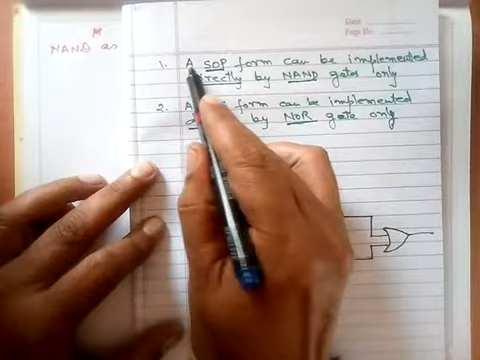 Date
Page No.
NAND as
1. A SOP form can be implemented
directly by NAND gates only
2. A form can be implemented
by NOR gate only